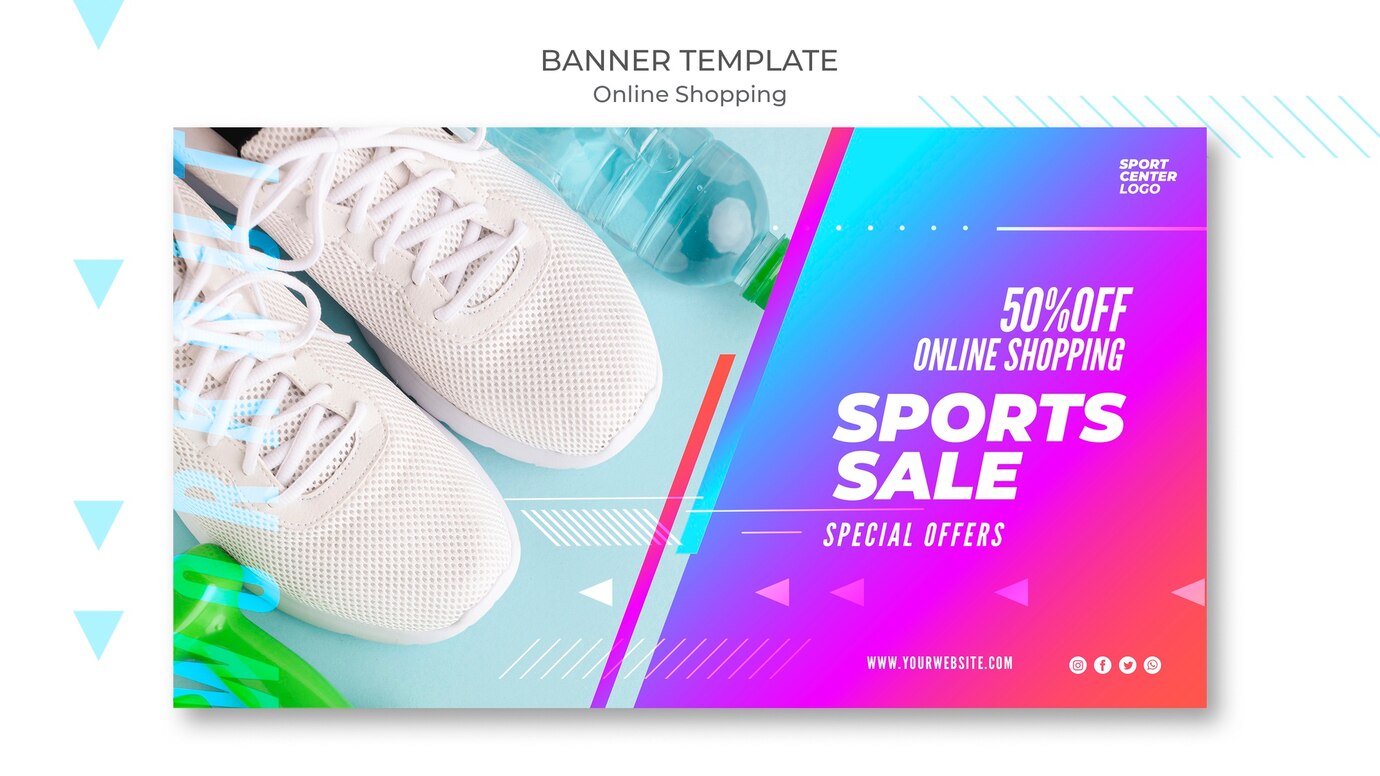 BANNER TEMPLATE
Online Shopping
SPORT
CENTER
LOGO
50%OFF
ONLINE SHOPPING
SPORTS
SALE
SPECIAL OFFERS
WWW.YOURWEBSITE.COM